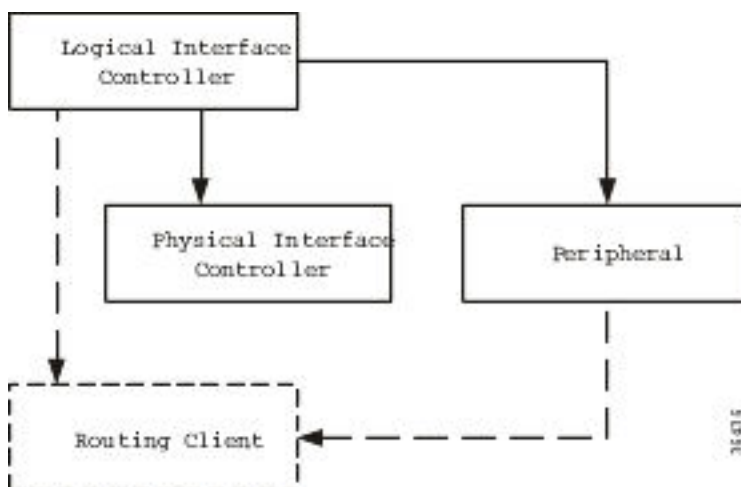 Logical Interface
Controller
Physical Interface
Controller
Peripheral
Routing Client